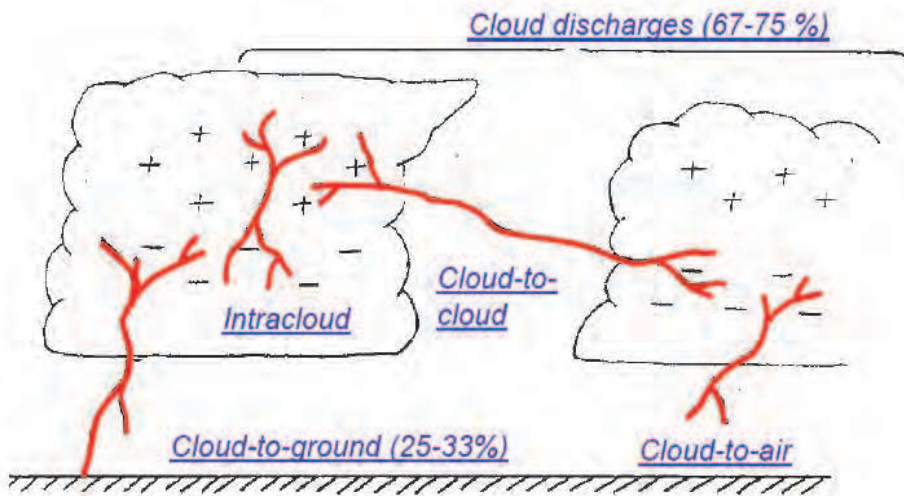 Cloud discharges (67-75 %)
Cloud-to-
cloud
Intracloud
Cloud-to-ground (25-33%)
Cloud-to-air